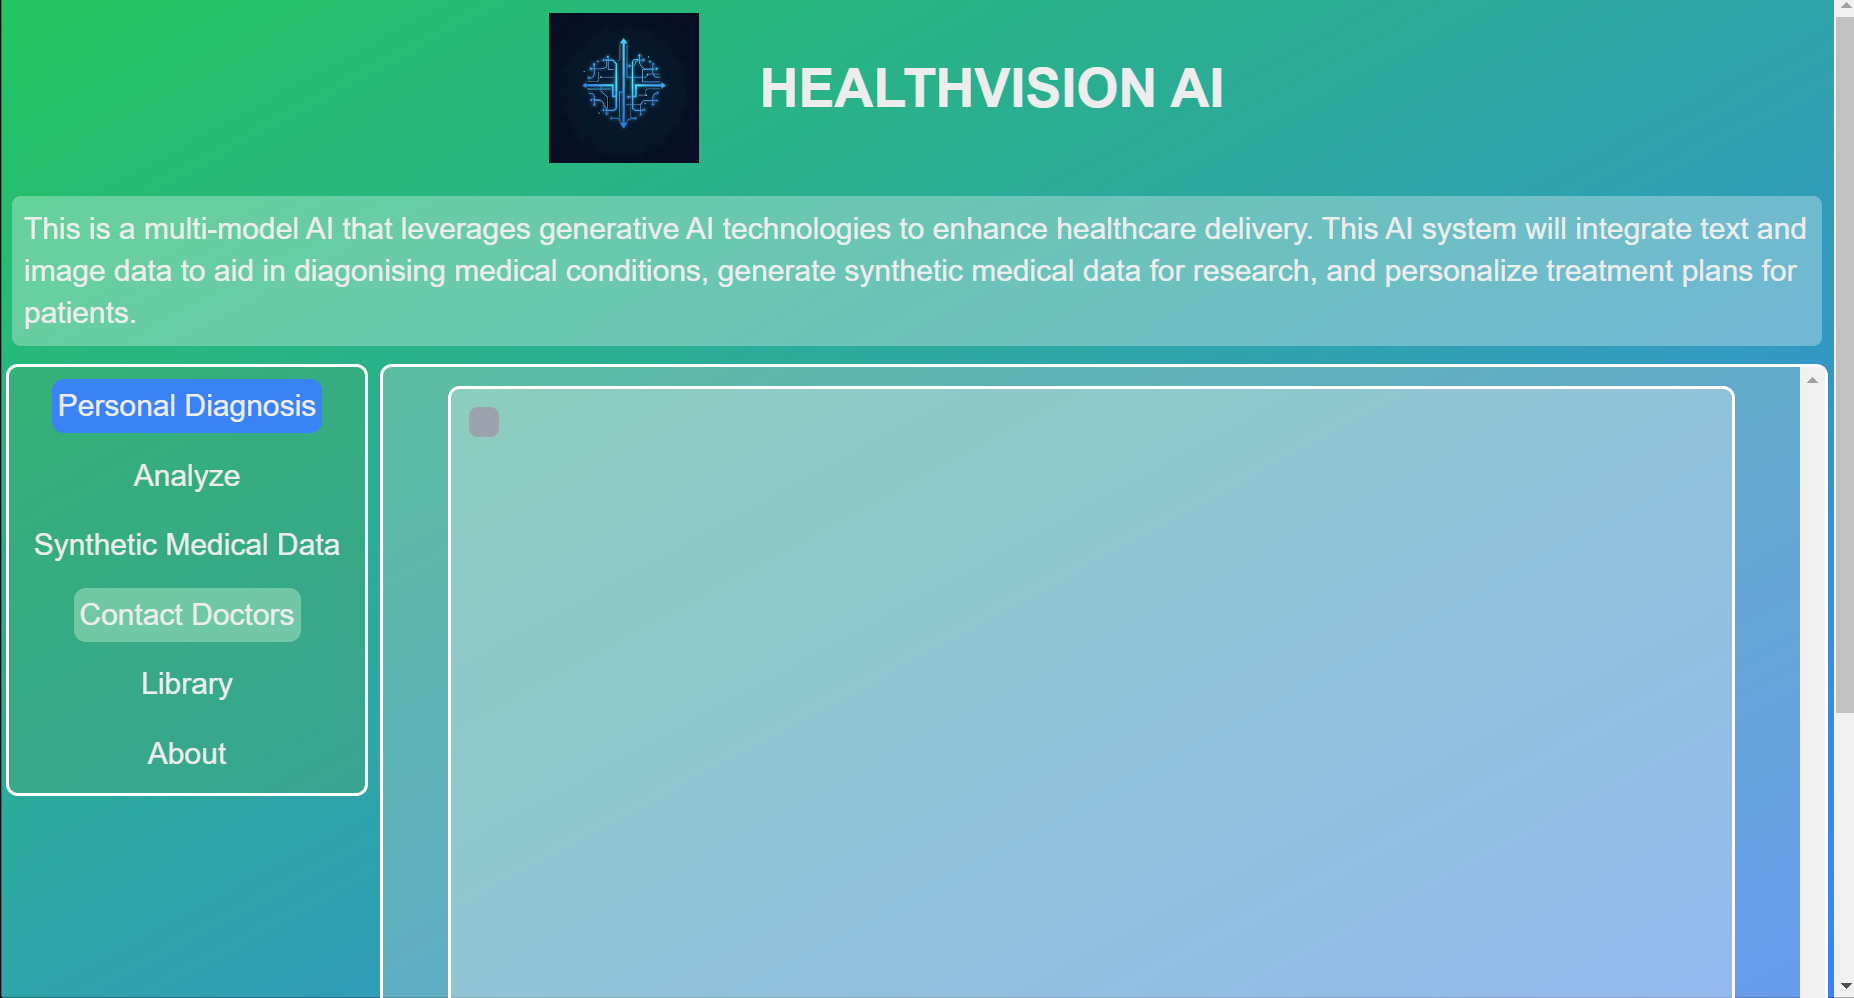 HEALTHVISION AI
This is a multi-model AI that leverages generative AI technologies to enhance healthcare delivery. This AI system will integrate text and
image data to aid in diagonising medical conditions, generate synthetic medical data for research, and personalize treatment plans for
patients.
Personal Diagnosis
Analyze
Synthetic Medical Data
Contact Doctors
Library
About